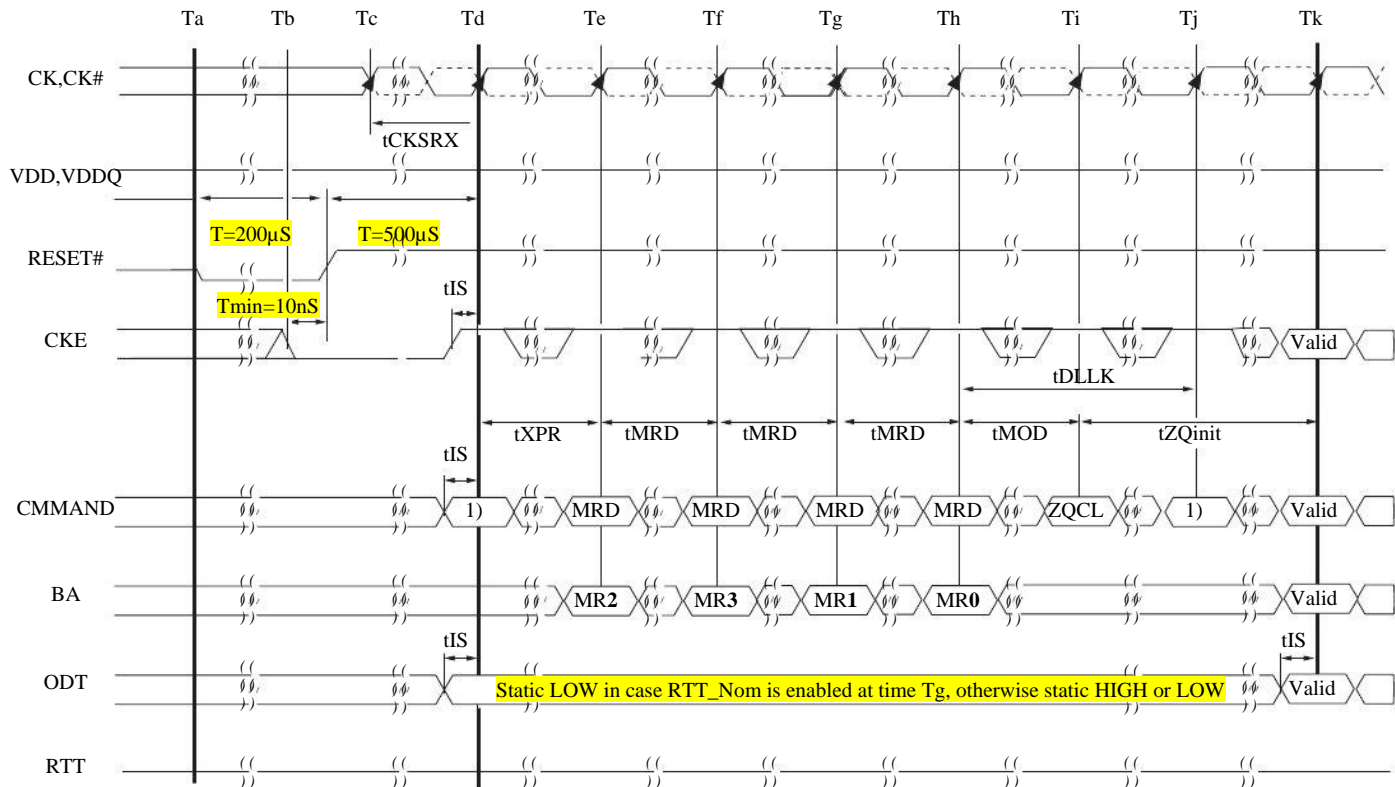 Ta Tb Tc Td Te Tf Tg Th Ti Tj Tk
CK,CK#
tCKSRX
VDD,VDDQ
T=200µS T=500µS
RESET#
Tmin=10nS tIS
CKE Valid
tDLLK
tXPR tMRD tMRD tMRD tMOD tZQinit
tIS
CMMAND 1) MRD MRD MRD MRD ZQCL 1) Valid
BA MR2 MR3 MR1 MR0 Valid
tIS tIS
ODT Static LOW in case RTT_Nom is enabled at time Tg, otherwise static HIGH or LOW Valid
RTT